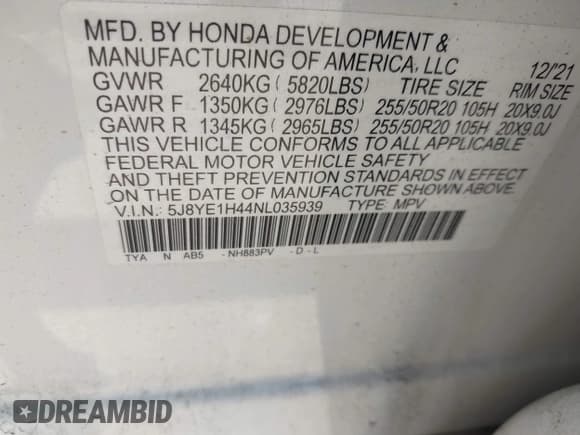 MFD. BY HONDA DEVELOPMENT &
MANUFACTURING OF AMERICA, LLC 12/'21
GVWR 2640KG ( 5820LBS) TIRE SIZE RIM SIZE
GAWR F 1350KG ( 2976LBS) 255/50R20 105H 20X9.0J
GAWR R 1345KG ( 2965LBS) 255/50R20 105H 20X9.0J
THIS VEHICLE CONFORMS TO ALL APPLICABLE
FEDERAL MOTOR VEHICLE SAFETY
AND THEFT PREVENTION STANDARDS IN EFFECT
ON THE DATE OF MANUFACTURE SHOWN ABOVE.
V.I.N.: 5J8YE1H44NL035939 TYPE: MPV
TYA N AB5 - NH883PV - D - L
DREAMBID